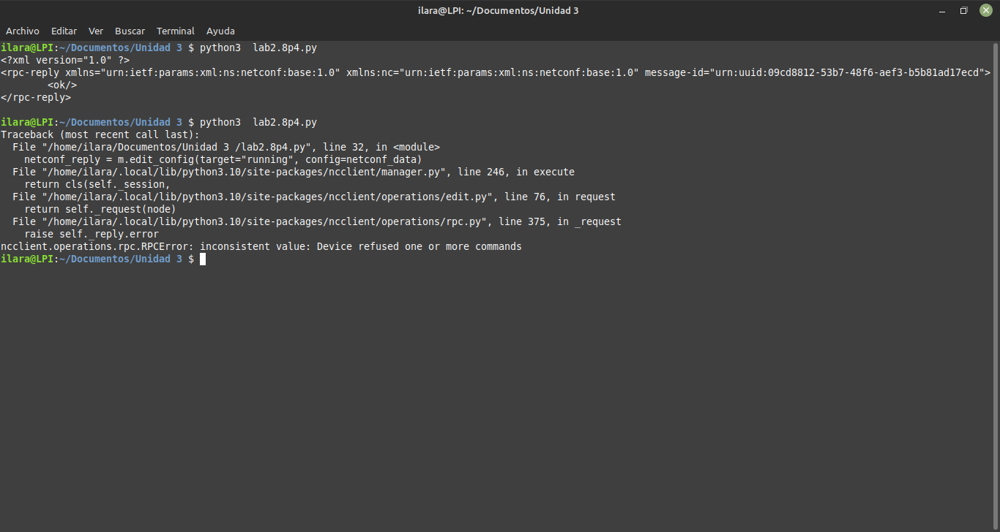 ilara@LPI: ~/Documentos/Unidad 3
Archivo Editar Ver Buscar Terminal Ayuda
ilara@LPI:~/Documentos/Unidad 3 $ python3  lab2.8p4.py
<?xml version="1.0" ?>
<rpc-reply xmlns="urn:ietf:params:xml:ns:netconf:base:1.0" xmlns:nc="urn:ietf:params:xml:ns:netconf:base:1.0" message-id="urn:uuid:09cd8812-53b7-48f6-aef3-b5b81ad17ecd">
        <ok/>
</rpc-reply>

ilara@LPI:~/Documentos/Unidad 3 $ python3  lab2.8p4.py
Traceback (most recent call last):
  File "/home/ilara/Documentos/Unidad 3 /lab2.8p4.py", line 32, in <module>
    netconf_reply = m.edit_config(target="running", config=netconf_data)
  File "/home/ilara/.local/lib/python3.10/site-packages/ncclient/manager.py", line 246, in execute
    return cls(self._session,
  File "/home/ilara/.local/lib/python3.10/site-packages/ncclient/operations/edit.py", line 76, in request
    return self._request(node)
  File "/home/ilara/.local/lib/python3.10/site-packages/ncclient/operations/rpc.py", line 375, in _request
    raise self._reply.error
ncclient.operations.rpc.RPCError: inconsistent value: Device refused one or more commands
ilara@LPI:~/Documentos/Unidad 3 $